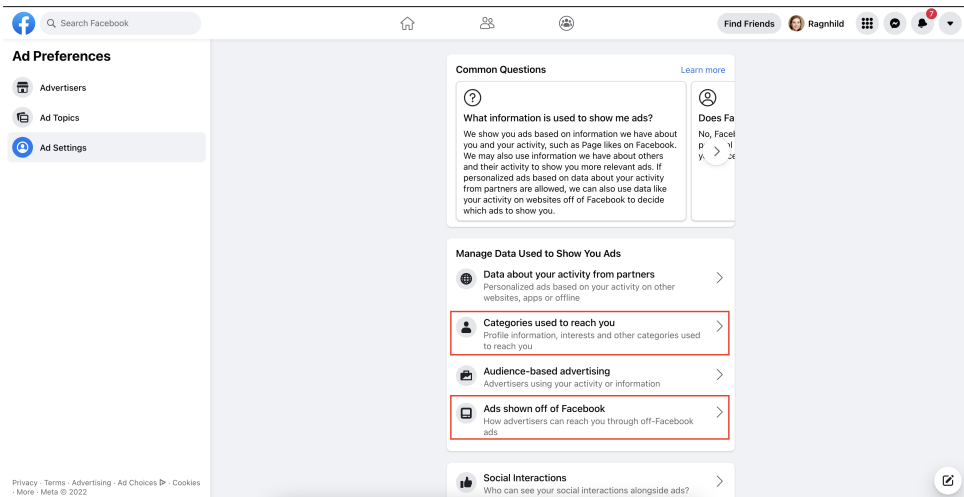 Search Facebook
Find Friends
Ragnhild
7
Ad Preferences
Advertisers
Ad Topics
Ad Settings
Common Questions
Learn more
What information is used to show me ads?
We show you ads based on information we have about
you and your activity, such as Page likes on Facebook.
We may also use information we have about others
and their activity to show you more relevant ads. If
personalized ads based on data about your activity
from partners are allowed, we can also use data like
your activity on websites off of Facebook to decide
which ads to show you.
Does Fa
No, Facel
Manage Data Used to Show You Ads
Data about your activity from partners
Personalized ads based on your activity on other
websites, apps or offline
Categories used to reach you
Profile information, interests and other categories used
to reach you
Audience-based advertising
Advertisers using your activity or information
Ads shown off of Facebook
How advertisers can reach you through off-Facebook
ads
Social Interactions
Who can see your social interactions alongside ads?
Privacy · Terms · Advertising · Ad Choices · Cookies
· More · Meta © 2022